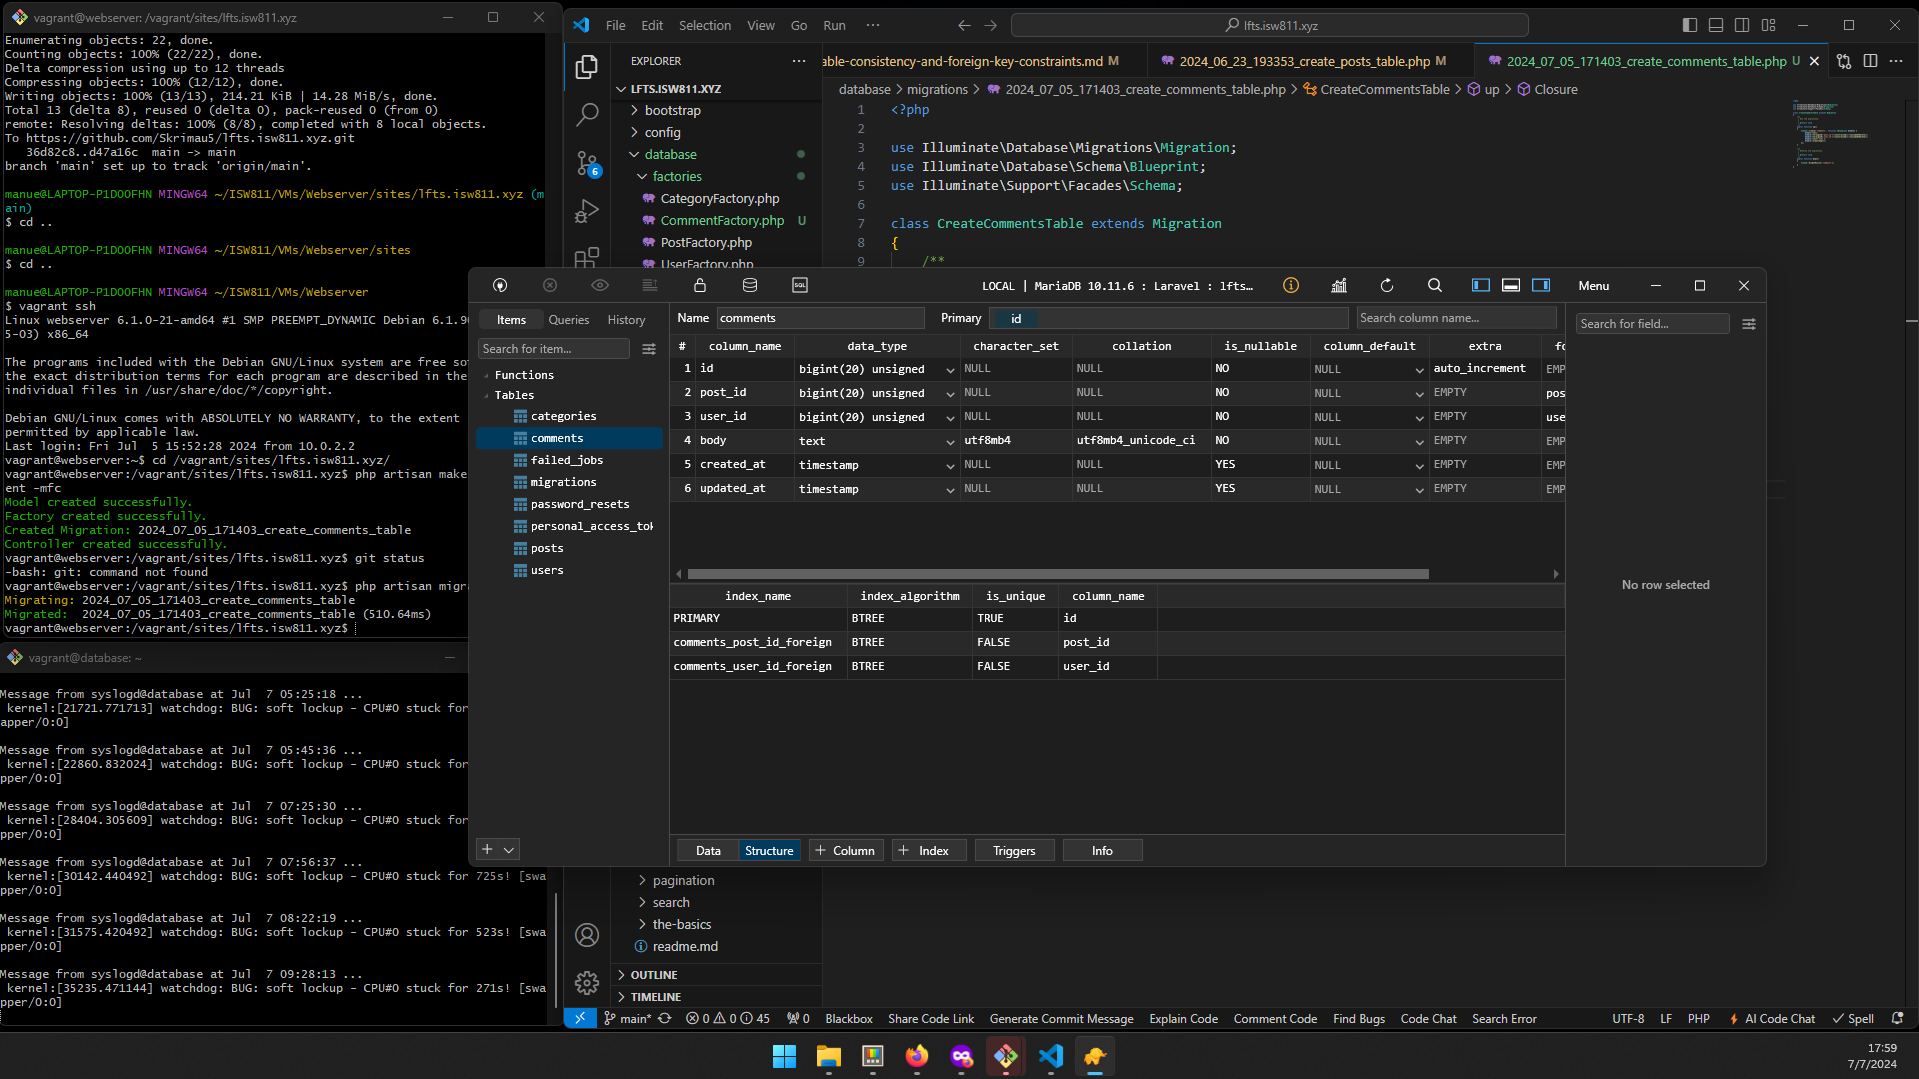 vagrant@webserver: /vagrant/sites/lfts.isw811.xyz
Enumerating objects: 22, done.
Counting objects: 100% (22/22), done.
Delta compression using up to 12 threads
Compressing objects: 100% (12/12), done.
Writing objects: 100% (13/13), 214.21 KiB | 14.28 MiB/s, done.
Total 13 (delta 8), reused 0 (delta 0), pack-reused 0 (from 0)
remote: Resolving deltas: 100% (8/8), completed with 8 local objects.
To https://github.com/Skrimau5/lfts.isw811.xyz.git
36d82c8..d47a16c  main -> main
branch 'main' set up to track 'origin/main'.
manue@LAPTOP-P1DOOFHN MINGW64 ~/ISW811/VMs/Webserver/sites/lfts.isw811.xyz (m
ain)
$ cd ..
manue@LAPTOP-P1DOOFHN MINGW64 ~/ISW811/VMs/Webserver/sites
$ cd ..
manue@LAPTOP-P1DOOFHN MINGW64 ~/ISW811/VMs/Webserver
$ vagrant ssh
Linux webserver 6.1.0-21-amd64 #1 SMP PREEMPT_DYNAMIC Debian 6.1.9
5-03) x86_64
The programs included with the Debian GNU/Linux system are free so
the exact distribution terms for each program are described in the
individual files in /usr/share/doc/*/copyright.
Debian GNU/Linux comes with ABSOLUTELY NO WARRANTY, to the extent
permitted by applicable law.
Last login: Fri Jul  5 15:52:28 2024 from 10.0.2.2
vagrant@webserver:~$ cd /vagrant/sites/lfts.isw811.xyz/
vagrant@webserver:/vagrant/sites/lfts.isw811.xyz$ php artisan make
ent -mfc
Model created successfully.
Factory created successfully.
Created Migration: 2024_07_05_171403_create_comments_table
Controller created successfully.
vagrant@webserver:/vagrant/sites/lfts.isw811.xyz$ git status
-bash: git: command not found
vagrant@webserver:/vagrant/sites/lfts.isw811.xyz$ php artisan migr
Migrating: 2024_07_05_171403_create_comments_table
Migrated:  2024_07_05_171403_create_comments_table (510.64ms)
vagrant@webserver:/vagrant/sites/lfts.isw811.xyz$
vagrant@database: ~
Message from syslogd@database at Jul  7 05:25:18 ...
kernel:[21721.771713] watchdog: BUG: soft lockup - CPU#0 stuck for
apper/0:0]
Message from syslogd@database at Jul  7 05:45:36 ...
kernel:[22860.832024] watchdog: BUG: soft lockup - CPU#0 stuck for
pper/0:0]
Message from syslogd@database at Jul  7 07:25:30 ...
kernel:[28404.305609] watchdog: BUG: soft lockup - CPU#0 stuck for
pper/0:0]
Message from syslogd@database at Jul  7 07:56:37 ...
kernel:[30142.440492] watchdog: BUG: soft lockup - CPU#0 stuck for 725s! [swa
pper/0:0]
Message from syslogd@database at Jul  7 08:22:19 ...
kernel:[31575.420492] watchdog: BUG: soft lockup - CPU#0 stuck for 523s! [swa
pper/0:0]
Message from syslogd@database at Jul  7 09:28:13 ...
kernel:[35235.471144] watchdog: BUG: soft lockup - CPU#0 stuck for 271s! [swa
pper/0:0]
File Edit Selection View Go Run ··· lfts.isw811.xyz
EXPLORER ···
able-consistency-and-foreign-key-constraints.md M 2024_06_23_193353_create_posts_table.php M 2024_07_05_171403_create_comments_table.php U
LFTS.ISW811.XYZ
bootstrap
config
database
factories
CategoryFactory.php
CommentFactory.php U
PostFactory.php
UserFactory.php
6
database > migrations > 2024_07_05_171403_create_comments_table.php > CreateCommentsTable > up > Closure
1 <?php
2
3 use Illuminate\Database\Migrations\Migration;
4 use Illuminate\Database\Schema\Blueprint;
5 use Illuminate\Support\Facades\Schema;
6
7 class CreateCommentsTable extends Migration
8 {
9 /**
SQL LOCAL | MariaDB 10.11.6 : Laravel : lfts... Menu
Items Queries History
Search for item...
Functions
Tables
categories
comments
failed_jobs
migrations
password_resets
personal_access_tok
posts
users
Name comments Primary id Search column name...
# column_name data_type character_set collation is_nullable column_default extra fo
1 id bigint(20) unsigned NULL NULL NO NULL auto_increment EMP
2 post_id bigint(20) unsigned NULL NULL NO NULL EMPTY pos
3 user_id bigint(20) unsigned NULL NULL NO NULL EMPTY use
4 body text utf8mb4 utf8mb4_unicode_ci NO NULL EMPTY EMP
5 created_at timestamp NULL NULL YES NULL EMPTY EMP
6 updated_at timestamp NULL NULL YES NULL EMPTY EMP
index_name index_algorithm is_unique column_name
PRIMARY BTREE TRUE id
comments_post_id_foreign BTREE FALSE post_id
comments_user_id_foreign BTREE FALSE user_id
Data Structure + Column + Index Triggers Info
Search for field...
No row selected
pagination
search
the-basics
readme.md
OUTLINE
TIMELINE
main* 0 0 45 0 Blackbox Share Code Link Generate Commit Message Explain Code Comment Code Find Bugs Code Chat Search Error UTF-8 LF PHP AI Code Chat Spell
17:59
7/7/2024